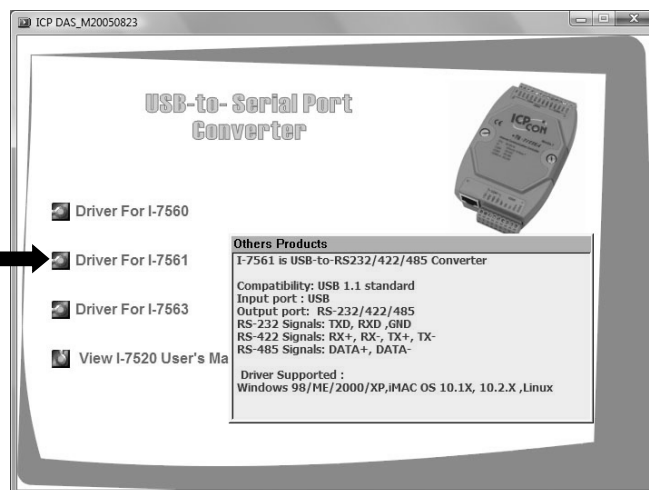 ICP DAS_M20050823
USB-to- Serial Port
Converter
ICP CON
Driver For I-7560
Driver For I-7561
Driver For I-7563
View I-7520 User's Ma
Others Products
I-7561 is USB-to-RS232/422/485 Converter
Compatibility: USB 1.1 standard
Input port : USB
Output port: RS-232/422/485
RS-232 Signals: TXD, RXD ,GND
RS-422 Signals: RX+, RX-, TX+, TX-
RS-485 Signals: DATA+, DATA-
Driver Supported :
Windows 98/ME/2000/XP,iMAC OS 10.1X, 10.2.X ,Linux